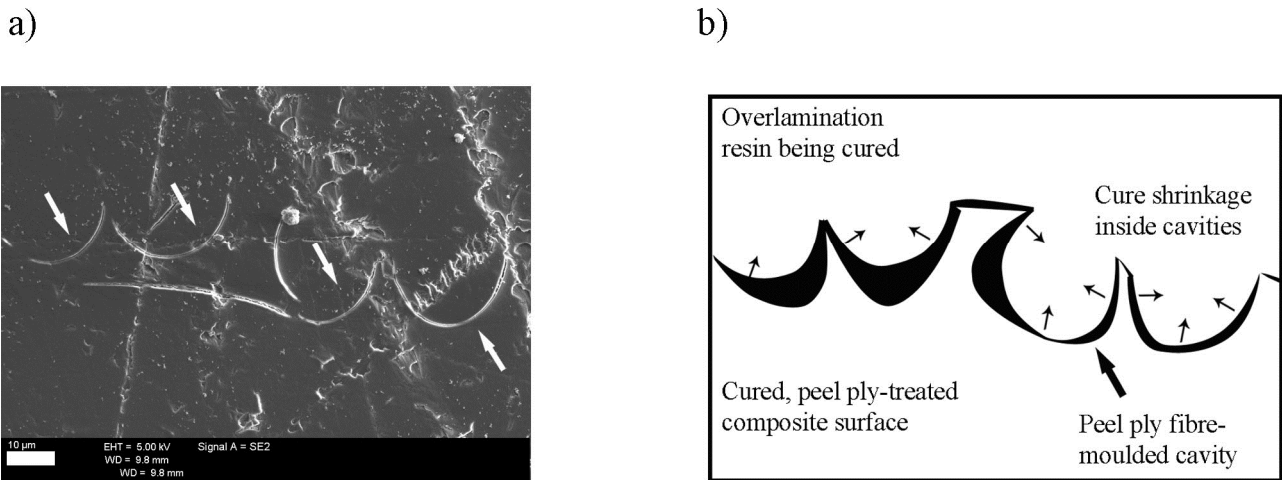 a)
b)
Overlamination
resin being cured
Cure shrinkage
inside cavities
Cured, peel ply-treated
composite surface
Peel ply fibre-
moulded cavity
10 µm
EHT = 5.00 kV
Signal A = SE2
WD = 9.8 mm
WD = 9.8 mm